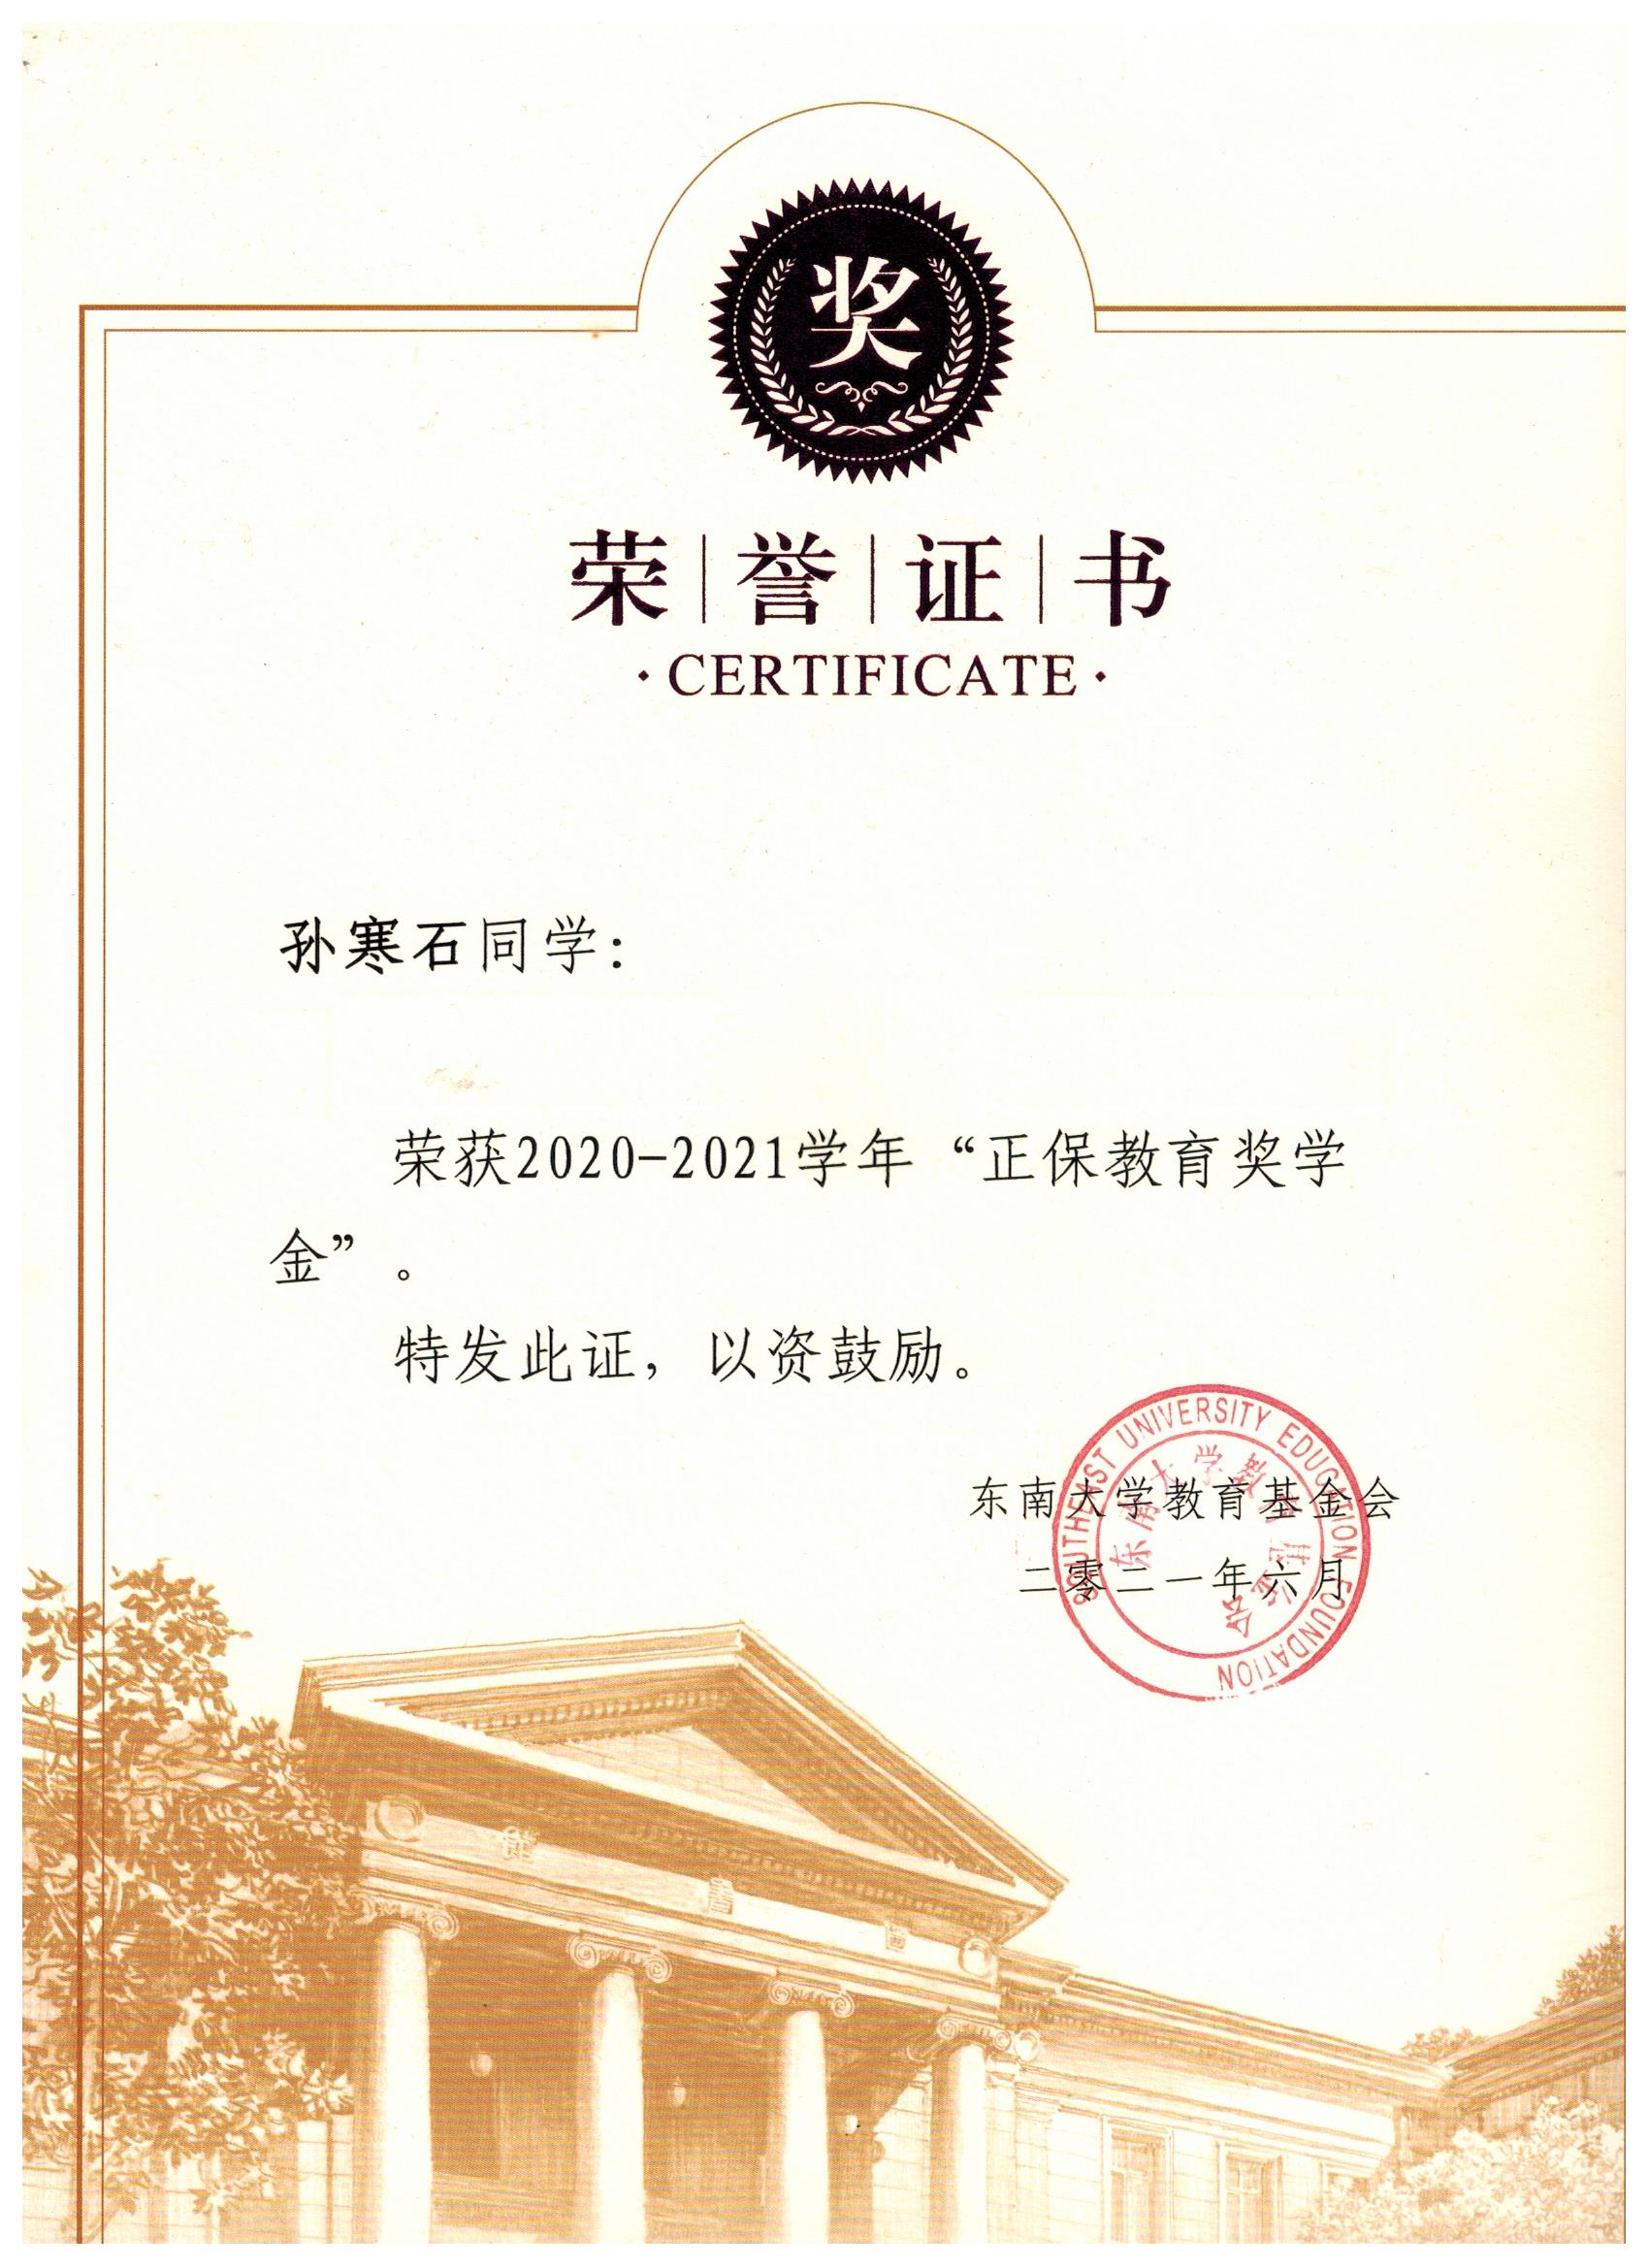 奖
荣誉证书
·CERTIFICATE·
孙寒石同学：
荣获2020-2021学年“正保教育奖学
金”。
特发此证，以资鼓励。
东南大学教育基金会
二零二一年六月
SOUTHEAST UNIVERSITY EDUCATION FOUNDATION
东南大学教育基金会